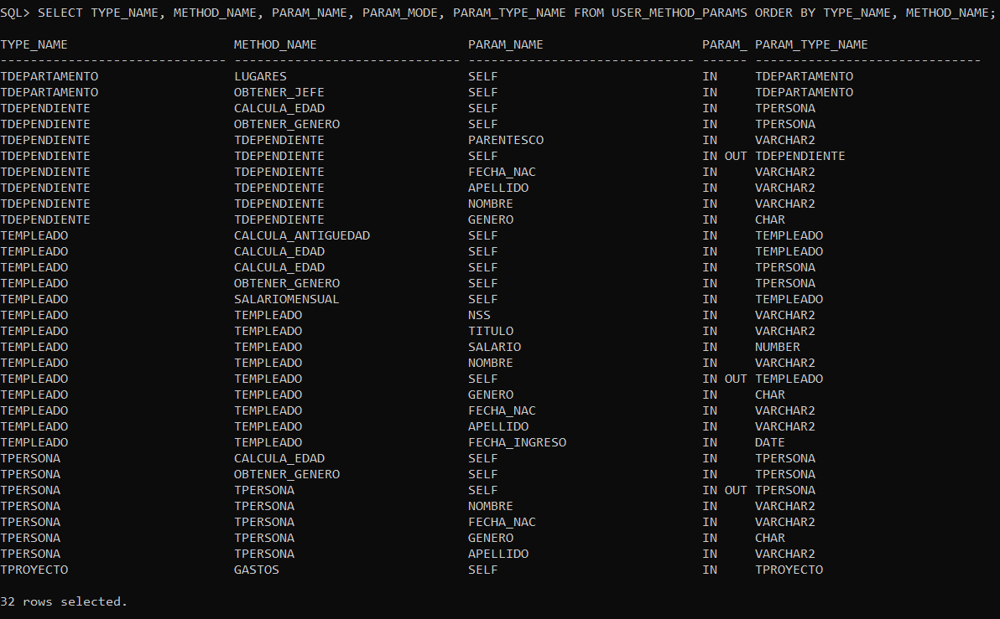 SQL> SELECT TYPE_NAME, METHOD_NAME, PARAM_NAME, PARAM_MODE, PARAM_TYPE_NAME FROM USER_METHOD_PARAMS ORDER BY TYPE_NAME, METHOD_NAME;
TYPE_NAME METHOD_NAME PARAM_NAME PARAM_ PARAM_TYPE_NAME
------------------------------ ------------------------------ ------------------------------ ------ ------------------------------
TDEPARTAMENTO LUGARES SELF IN TDEPARTAMENTO
TDEPARTAMENTO OBTENER_JEFE SELF IN TDEPARTAMENTO
TDEPENDIENTE CALCULA_EDAD SELF IN TPERSONA
TDEPENDIENTE OBTENER_GENERO SELF IN TPERSONA
TDEPENDIENTE TDEPENDIENTE PARENTESCO IN VARCHAR2
TDEPENDIENTE TDEPENDIENTE SELF IN OUT TDEPENDIENTE
TDEPENDIENTE TDEPENDIENTE FECHA_NAC IN VARCHAR2
TDEPENDIENTE TDEPENDIENTE APELLIDO IN VARCHAR2
TDEPENDIENTE TDEPENDIENTE NOMBRE IN VARCHAR2
TDEPENDIENTE TDEPENDIENTE GENERO IN CHAR
TEMPLEADO CALCULA_ANTIGUEDAD SELF IN TEMPLEADO
TEMPLEADO CALCULA_EDAD SELF IN TEMPLEADO
TEMPLEADO CALCULA_EDAD SELF IN TPERSONA
TEMPLEADO OBTENER_GENERO SELF IN TPERSONA
TEMPLEADO SALARIOMENSUAL SELF IN TEMPLEADO
TEMPLEADO TEMPLEADO NSS IN VARCHAR2
TEMPLEADO TEMPLEADO TITULO IN VARCHAR2
TEMPLEADO TEMPLEADO SALARIO IN NUMBER
TEMPLEADO TEMPLEADO NOMBRE IN VARCHAR2
TEMPLEADO TEMPLEADO SELF IN OUT TEMPLEADO
TEMPLEADO TEMPLEADO GENERO IN CHAR
TEMPLEADO TEMPLEADO FECHA_NAC IN VARCHAR2
TEMPLEADO TEMPLEADO APELLIDO IN VARCHAR2
TEMPLEADO TEMPLEADO FECHA_INGRESO IN DATE
TPERSONA CALCULA_EDAD SELF IN TPERSONA
TPERSONA OBTENER_GENERO SELF IN TPERSONA
TPERSONA TPERSONA SELF IN OUT TPERSONA
TPERSONA TPERSONA NOMBRE IN VARCHAR2
TPERSONA TPERSONA FECHA_NAC IN VARCHAR2
TPERSONA TPERSONA GENERO IN CHAR
TPERSONA TPERSONA APELLIDO IN VARCHAR2
TPROYECTO GASTOS SELF IN TPROYECTO
32 rows selected.